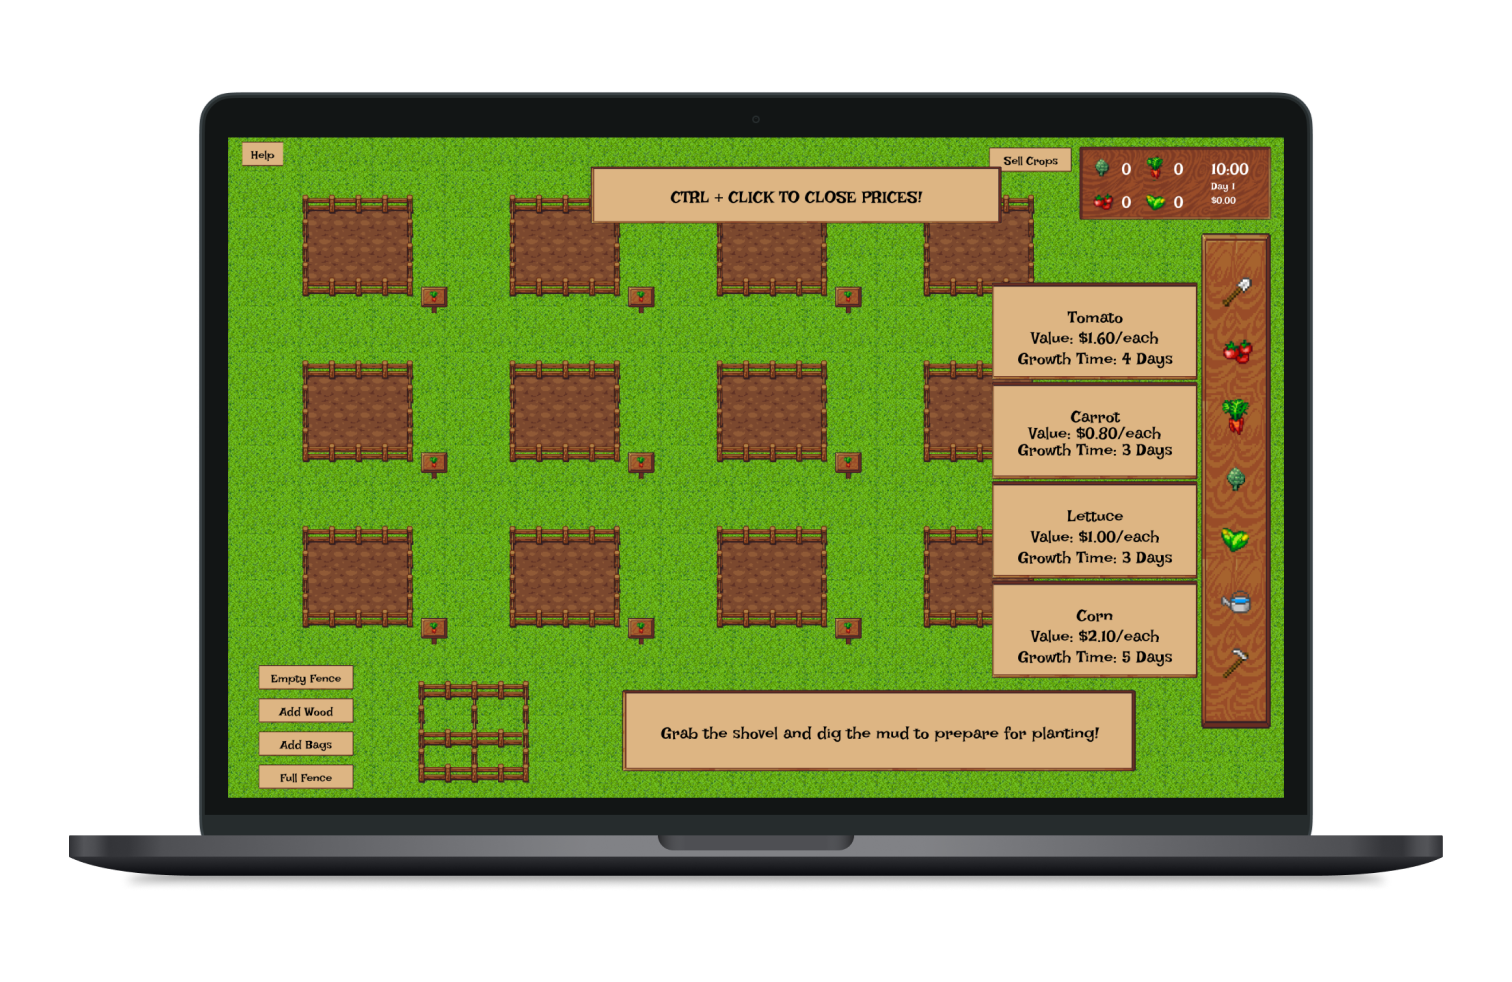 Help
Sell Crops
0 0 10:00
Day 1
0 0 $0.00
CTRL + CLICK TO CLOSE PRICES!
Tomato
Value: $1.60/each
Growth Time: 4 Days
Carrot
Value: $0.80/each
Growth Time: 3 Days
Lettuce
Value: $1.00/each
Growth Time: 3 Days
Corn
Value: $2.10/each
Growth Time: 5 Days
Empty Fence
Add Wood
Add Bags
Full Fence
Grab the shovel and dig the mud to prepare for planting!